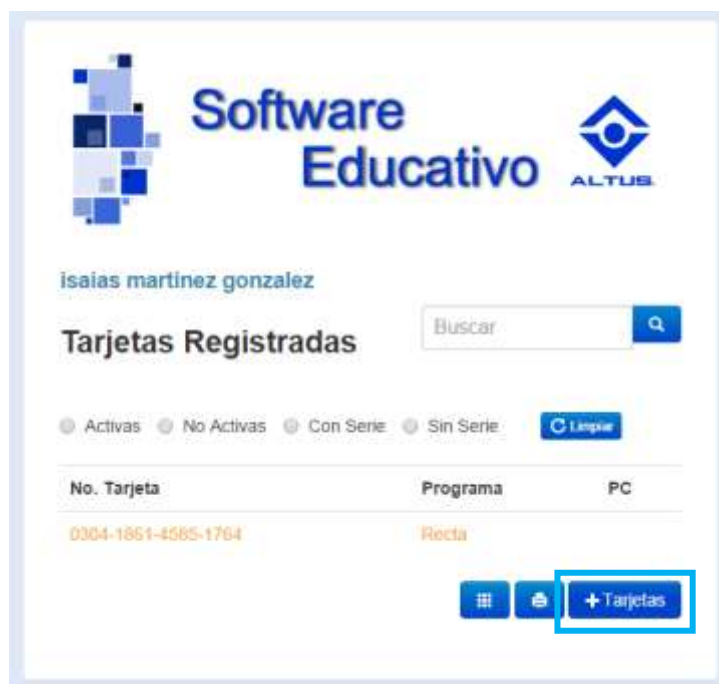 Software
Educativo
ALTUS
isaias martinez gonzalez
Tarjetas Registradas
Buscar
Activas No Activas Con Serie Sin Serie Limpiar
No. Tarjeta Programa PC
0304-1861-4585-1764 Recta
+ Tarjetas